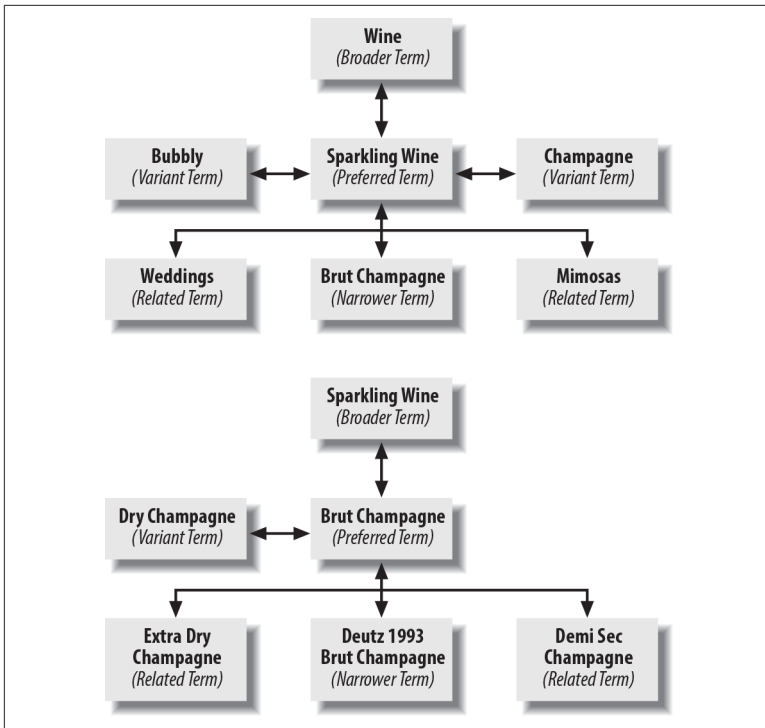 Wine
(Broader Term)
Bubbly
(Variant Term)
Sparkling Wine
(Preferred Term)
Champagne
(Variant Term)
Weddings
(Related Term)
Brut Champagne
(Narrower Term)
Mimosas
(Related Term)
Sparkling Wine
(Broader Term)
Dry Champagne
(Variant Term)
Brut Champagne
(Preferred Term)
Extra Dry
Champagne
(Related Term)
Deutz 1993
Brut Champagne
(Narrower Term)
Demi Sec
Champagne
(Related Term)